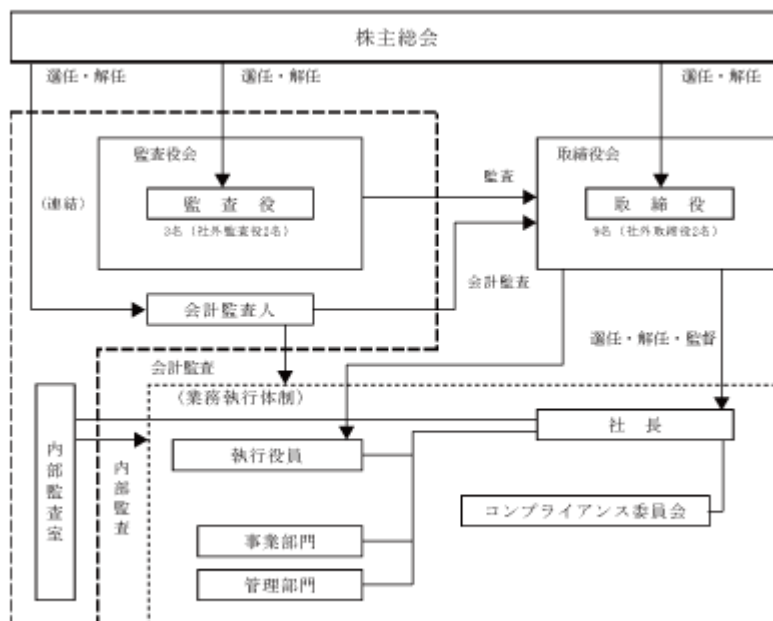 株主総会
選任・解任
選任・解任
選任・解任
監査役会
取締役会
監査
(連結)
監査役
取締役
3名(社外監査役2名)
9名(社外取締役2名)
会計監査
会計監査人
選任・解任・監督
会計監査
(業務執行体制)
社長
執行役員
内部監査室
内部監査
コンプライアンス委員会
事業部門
管理部門